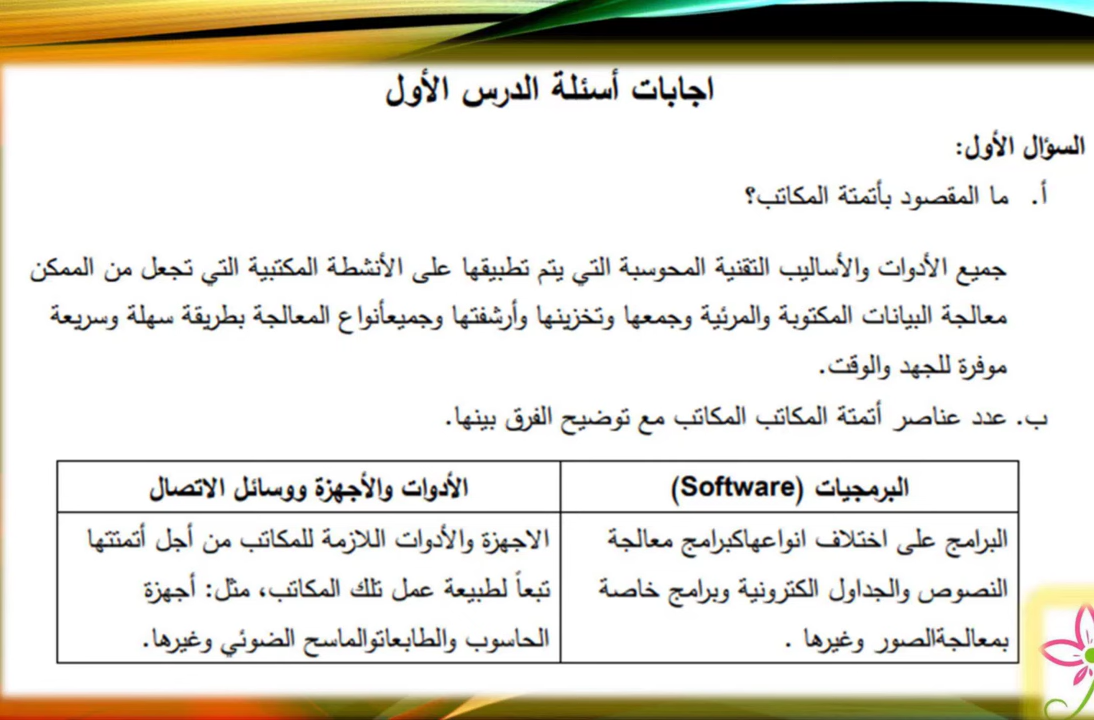 اجابات أسئلة الدرس الأول
السؤال الأول:
أ. ما المقصود بأتمتة المكاتب؟
جميع الأدوات والأساليب التقنية المحوسبة التي يتم تطبيقها على الأنشطة المكتبية التي تجعل من الممكن
معالجة البيانات المكتوبة والمرئية وجمعها وتخزينها وأرشفتها وجميعأنواع المعالجة بطريقة سهلة وسريعة
موفرة للجهد والوقت.
ب. عدد عناصر أتمتة المكاتب المكاتب مع توضيح الفرق بينها.
البرمجيات (Software)
البرامج على اختلاف انواعهاكبرامج معالجة
النصوص والجداول الكترونية وبرامج خاصة
بمعالجةالصور وغيرها .
الأدوات والأجهزة ووسائل الاتصال
الاجهزة والأدوات اللازمة للمكاتب من أجل أتمتتها
تبعاً لطبيعة عمل تلك المكاتب، مثل: أجهزة
الحاسوب والطابعاتوالماسح الضوئي وغيرها.